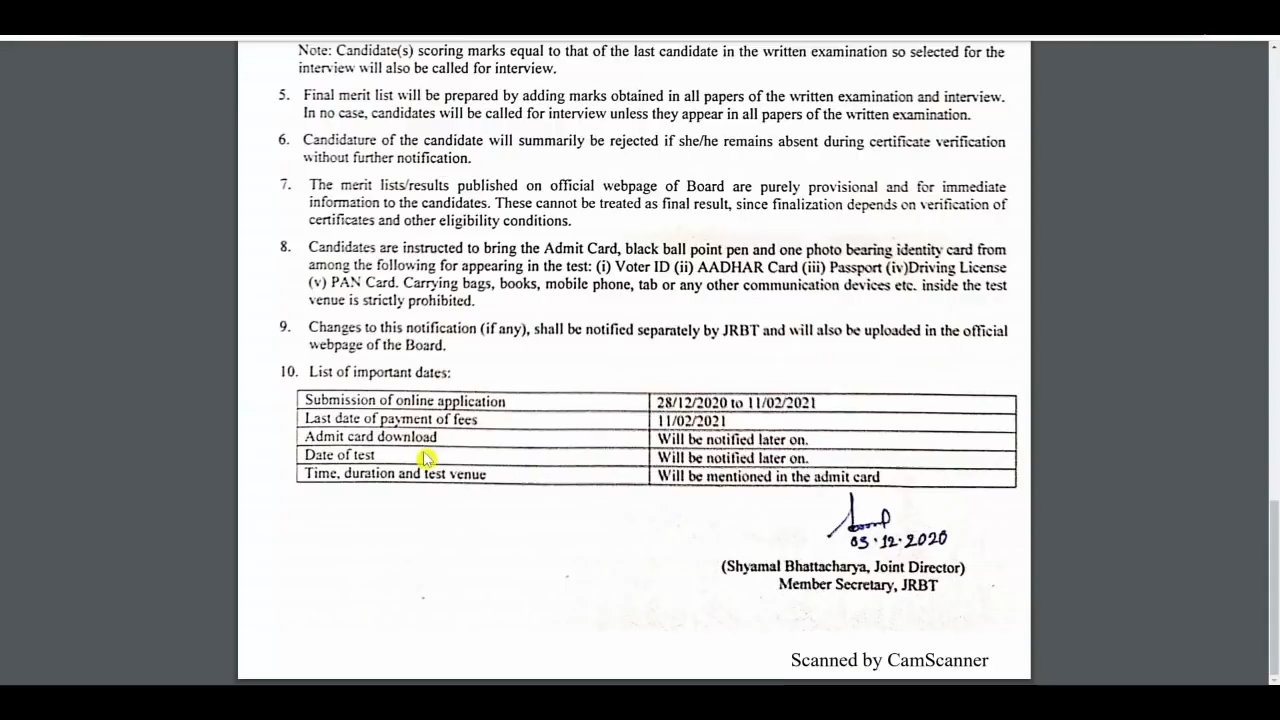 Note: Candidate(s) scoring marks equal to that of the last candidate in the written examination so selected for the
interview will also be called for interview.
5. Final merit list will be prepared by adding marks obtained in all papers of the written examination and interview.
In no case, candidates will be called for interview unless they appear in all papers of the written examination.
6. Candidature of the candidate will summarily be rejected if she/he remains absent during certificate verification
without further notification.
7. The merit lists/results published on official webpage of Board are purely provisional and for immediate
information to the candidates. These cannot be treated as final result, since finalization depends on verification of
certificates and other eligibility conditions.
8. Candidates are instructed to bring the Admit Card, black ball point pen and one photo bearing identity card from
among the following for appearing in the test: (i) Voter ID (ii) AADHAR Card (iii) Passport (iv)Driving License
(v) PAN Card. Carrying bags, books, mobile phone, tab or any other communication devices etc. inside the test
venue is strictly prohibited.
9. Changes to this notification (if any), shall be notified separately by JRBT and will also be uploaded in the official
webpage of the Board.
10. List of important dates:
Submission of online application 28/12/2020 to 11/02/2021
Last date of payment of fees 11/02/2021
Admit card download Will be notified later on.
Date of test Will be notified later on.
Time, duration and test venue Will be mentioned in the admit card
03.12.2020
(Shyamal Bhattacharya, Joint Director)
Member Secretary, JRBT
Scanned by CamScanner